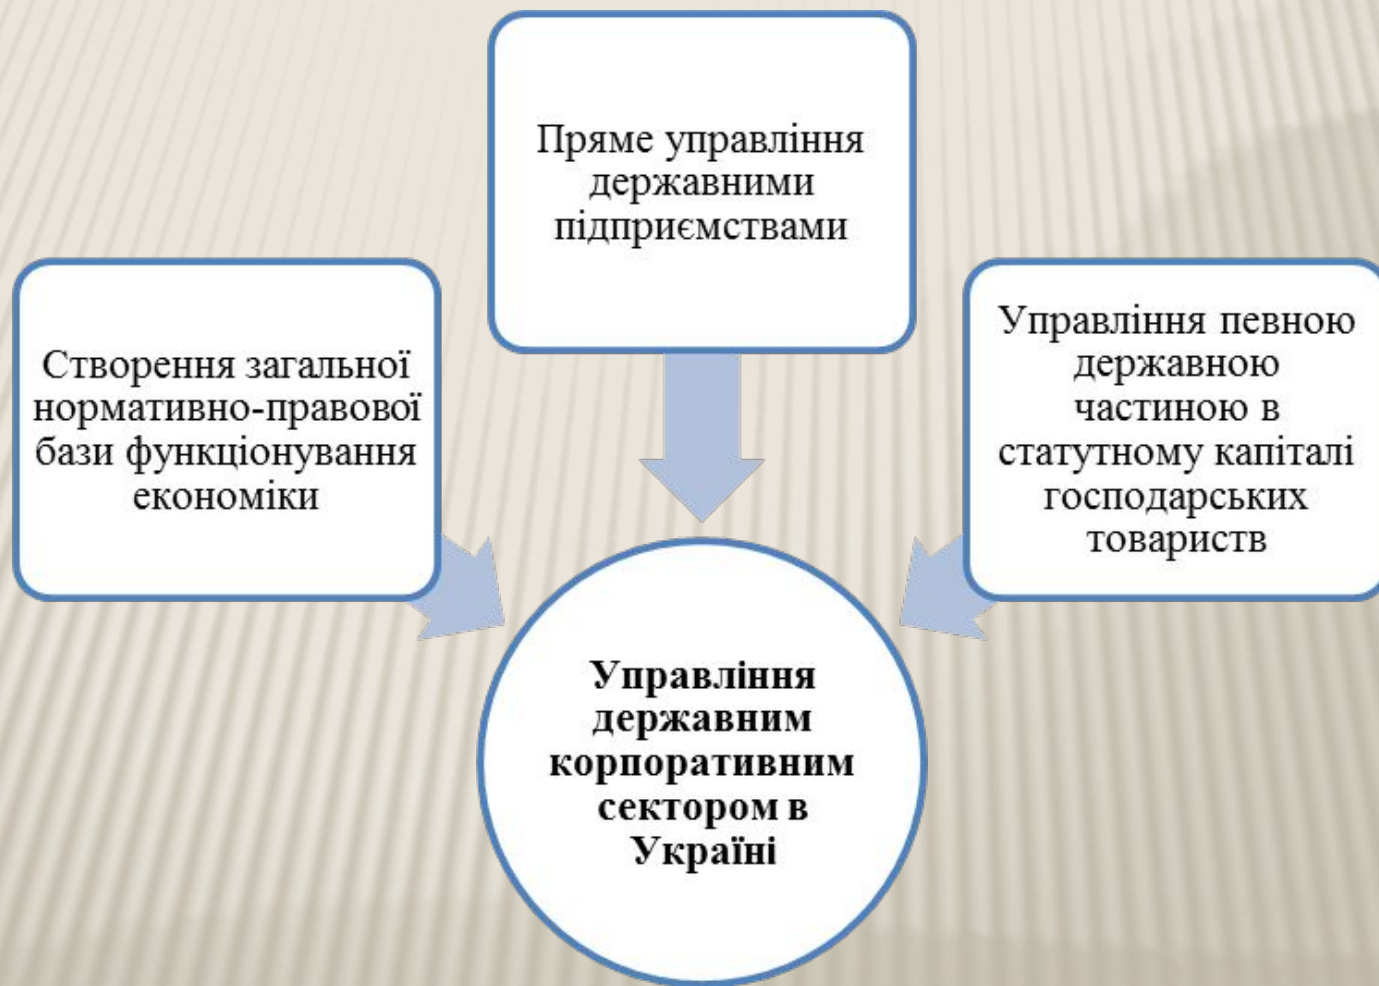 Пряме управління
державними
підприємствами
Створення загальної
нормативно-правової
бази функціонування
економіки
Управління певною
державною
частиною в
статутному капіталі
господарських
товариств
Управління
державним
корпоративним
сектором в
Україні